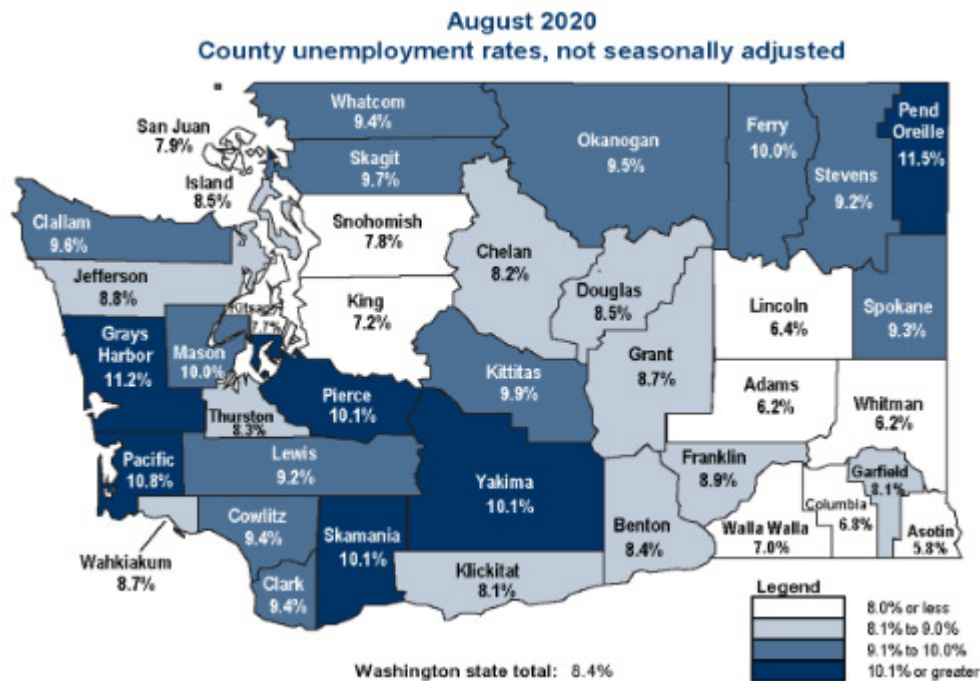 August 2020
County unemployment rates, not seasonally adjusted
Whatcom
9.4%
San Juan
7.9%
Skagit
9.7%
Island
8.5%
Okanogan
9.5%
Ferry
10.0%
Stevens
9.2%
Pend
Oreille
11.5%
Clallam
9.6%
Snohomish
7.8%
Chelan
8.2%
Jefferson
8.8%
Kitsap
7.7%
King
7.2%
Douglas
8.5%
Lincoln
6.4%
Spokane
9.3%
Grays
Harbor
11.2%
Mason
10.0%
Kittitas
9.9%
Grant
8.7%
Adams
6.2%
Whitman
6.2%
Pierce
10.1%
Thurston
8.3%
Pacific
10.8%
Lewis
9.2%
Yakima
10.1%
Franklin
8.9%
Garfield
8.1%
Columbia
6.8%
Asotin
5.8%
Walla Walla
7.0%
Benton
8.4%
Wahkiakum
8.7%
Cowlitz
9.4%
Skamania
10.1%
Clark
9.4%
Klickitat
8.1%
Legend
8.0% or less
8.1% to 9.0%
9.1% to 10.0%
10.1% or greater
Washington state total: 8.4%